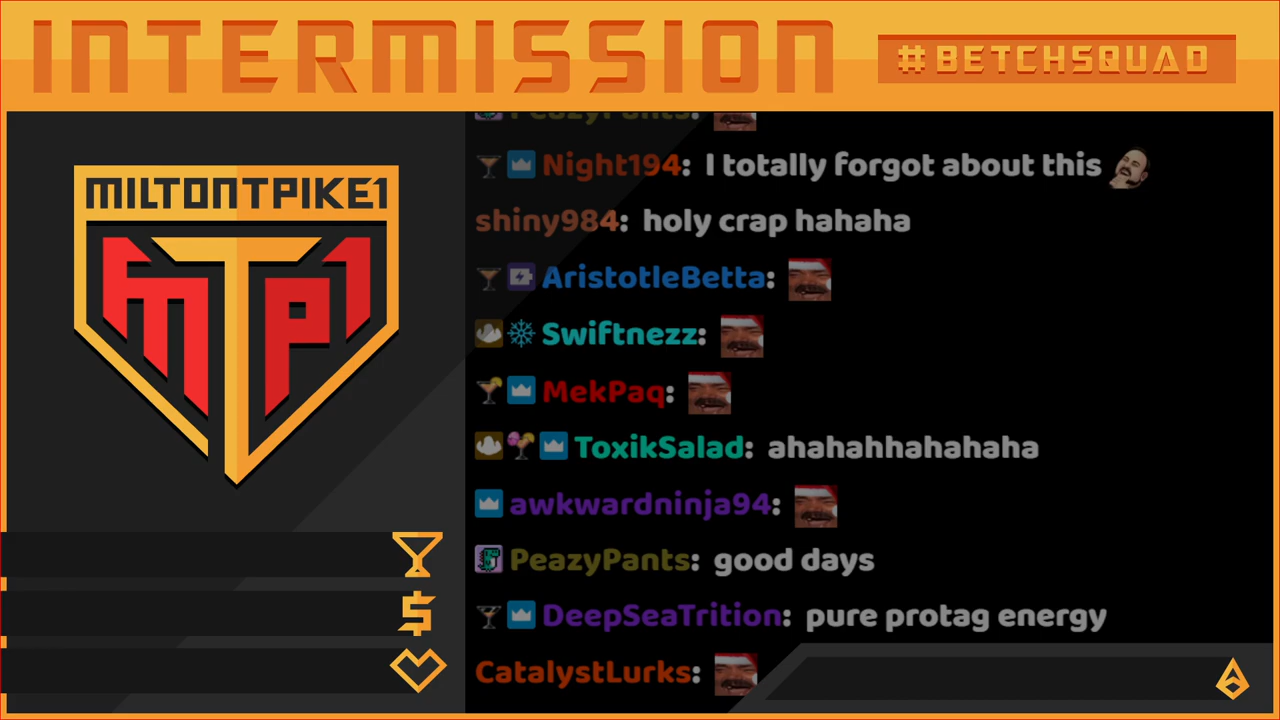 INTERMISSION
#BETCHSQUAD
MILTONTPIKE1
MTP1
PeazyPants:
Night194: I totally forgot about this
shiny984: holy crap hahaha
AristotleBetta:
Swiftnezz:
MekPaq:
ToxikSalad: ahahahhahahaha
awkwardninja94:
PeazyPants: good days
DeepSeaTrition: pure protag energy
CatalystLurks: